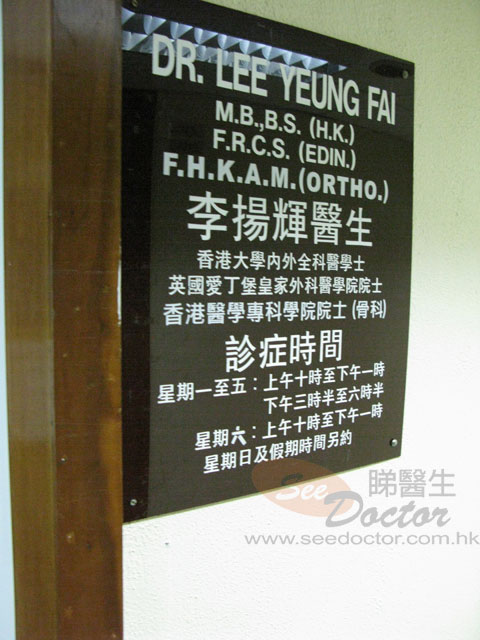 DR. LEE YEUNG FAI
M.B.,B.S. (H.K.)
F.R.C.S. (EDIN.)
F.H.K.A.M.(ORTHO.)
李揚輝醫生
香港大學內外全科醫學士
英國愛丁堡皇家外科醫學院院士
香港醫學專科學院院士 (骨科)
診症時間
星期一至五：上午十時至下午一時
下午三時半至六時半
星期六：上午十時至下午一時
星期日及假期時間另約
See 睇醫生
Doctor
www.seedoctor.com.hk